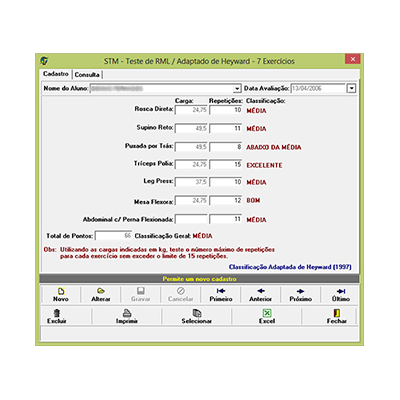 STM - Teste de RML / Adaptado de Heyward - 7 Exercícios
Cadastro Consulta
Nome do Aluno: Data Avaliação: 13/04/2006
Carga: Repetições: Classificação:
Rosca Direta: 24,75 10 MÉDIA
Supino Reto: 49,5 11 MÉDIA
Puxada por Trás: 49,5 8 ABAIXO DA MÉDIA
Tríceps Polia: 24,75 15 EXCELENTE
Leg Press: 37,5 10 MÉDIA
Mesa Flexora: 24,75 12 BOM
Abdominal c/ Perna Flexionada: 11 MÉDIA
Total de Pontos: 66 Classificação Geral: MÉDIA
Obs: Utilizando as cargas indicadas em kg, teste o número máximo de repetições
para cada exercício sem exceder o limite de 15 repetições.
Classificação Adaptada de Heyward (1997)
Permite um novo cadastro
Novo Alterar Gravar Cancelar Primeiro Anterior Próximo Último
Excluir Imprimir Selecionar Excel Fechar